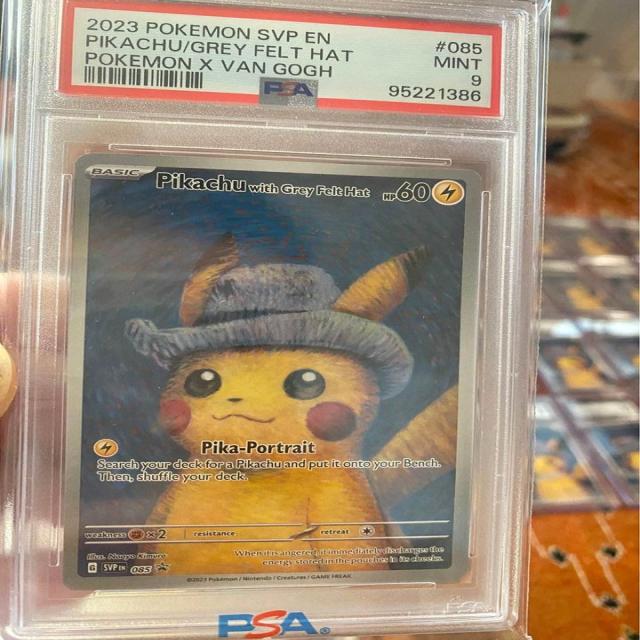 2023 POKEMON SVP EN #085
PIKACHU/GREY FELT HAT MINT
POKEMON X VAN GOGH 9
PSA 95221386
BASIC Pikachu with Grey Felt Hat HP60
Pika-Portrait
Search your deck for a Pikachu and put it onto your Bench.
Then, shuffle your deck.
weakness ×2 resistance retreat
Illus. Naoyo Kimura
When it is angered, it immediately discharges the
energy stored in the pouches in its cheeks.
G SVP EN 085
©2023 Pokémon / Nintendo / Creatures / GAME FREAK
PSA®